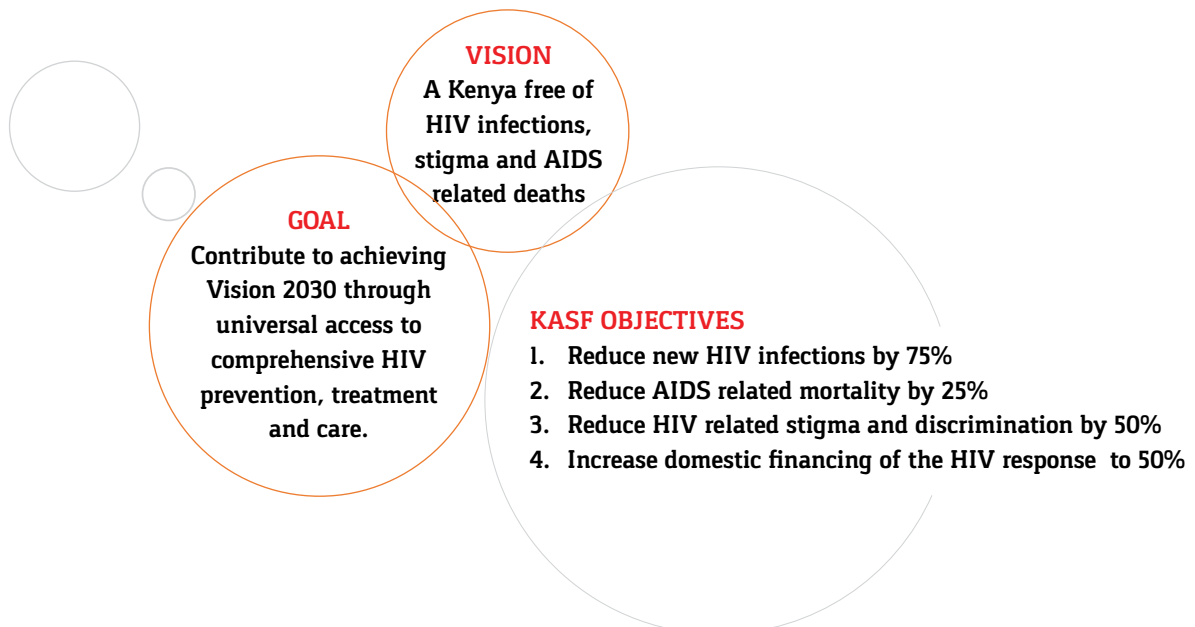 VISION
A Kenya free of
HIV infections,
stigma and AIDS
related deaths
GOAL
Contribute to achieving
Vision 2030 through
universal access to
comprehensive HIV
prevention, treatment
and care.
KASF OBJECTIVES
1. Reduce new HIV infections by 75%
2. Reduce AIDS related mortality by 25%
3. Reduce HIV related stigma and discrimination by 50%
4. Increase domestic financing of the HIV response to 50%